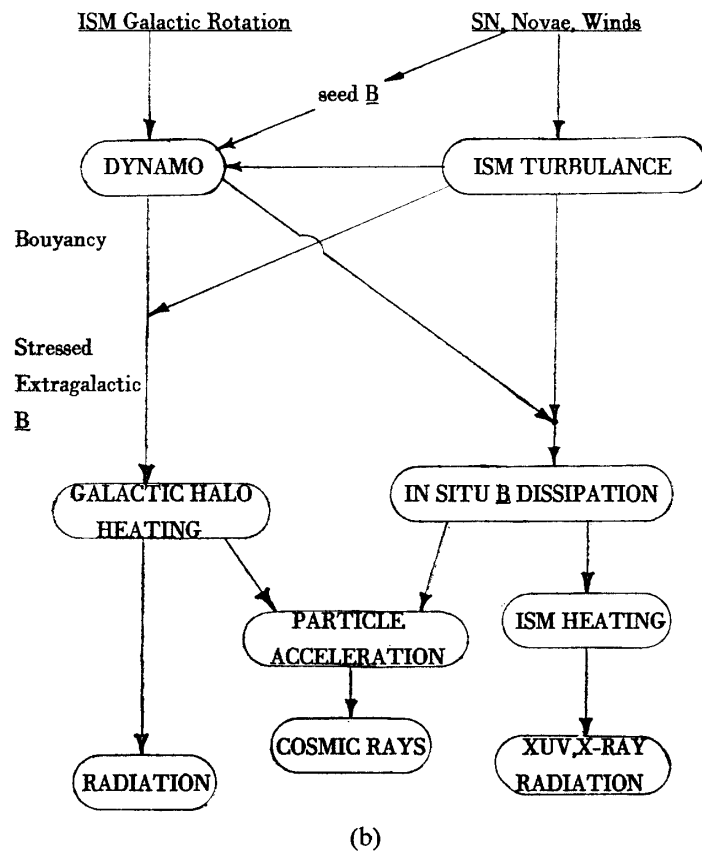 ISM Galactic Rotation
SN, Novae, Winds
seed B
DYNAMO
ISM TURBULANCE
Bouyancy
Stressed
Extragalactic
B
GALACTIC HALO
HEATING
IN SITU B DISSIPATION
PARTICLE
ACCELERATION
ISM HEATING
COSMIC RAYS
RADIATION
XUV,X-RAY
RADIATION
(b)